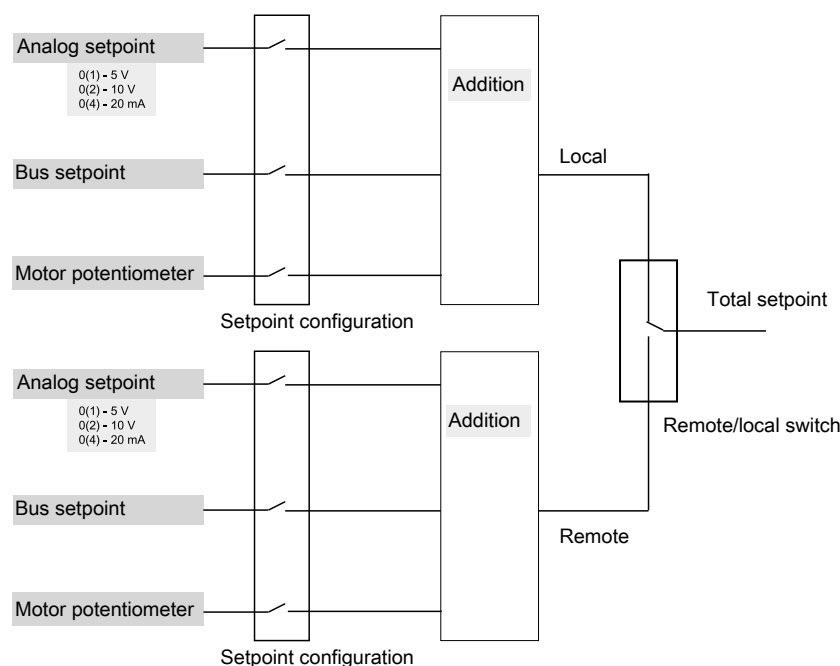 Analog setpoint
0(1) - 5 V
0(2) - 10 V
0(4) - 20 mA
Addition
Local
Bus setpoint
Motor potentiometer
Setpoint configuration
Total setpoint
Remote/local switch
Analog setpoint
0(1) - 5 V
0(2) - 10 V
0(4) - 20 mA
Addition
Bus setpoint
Remote
Motor potentiometer
Setpoint configuration